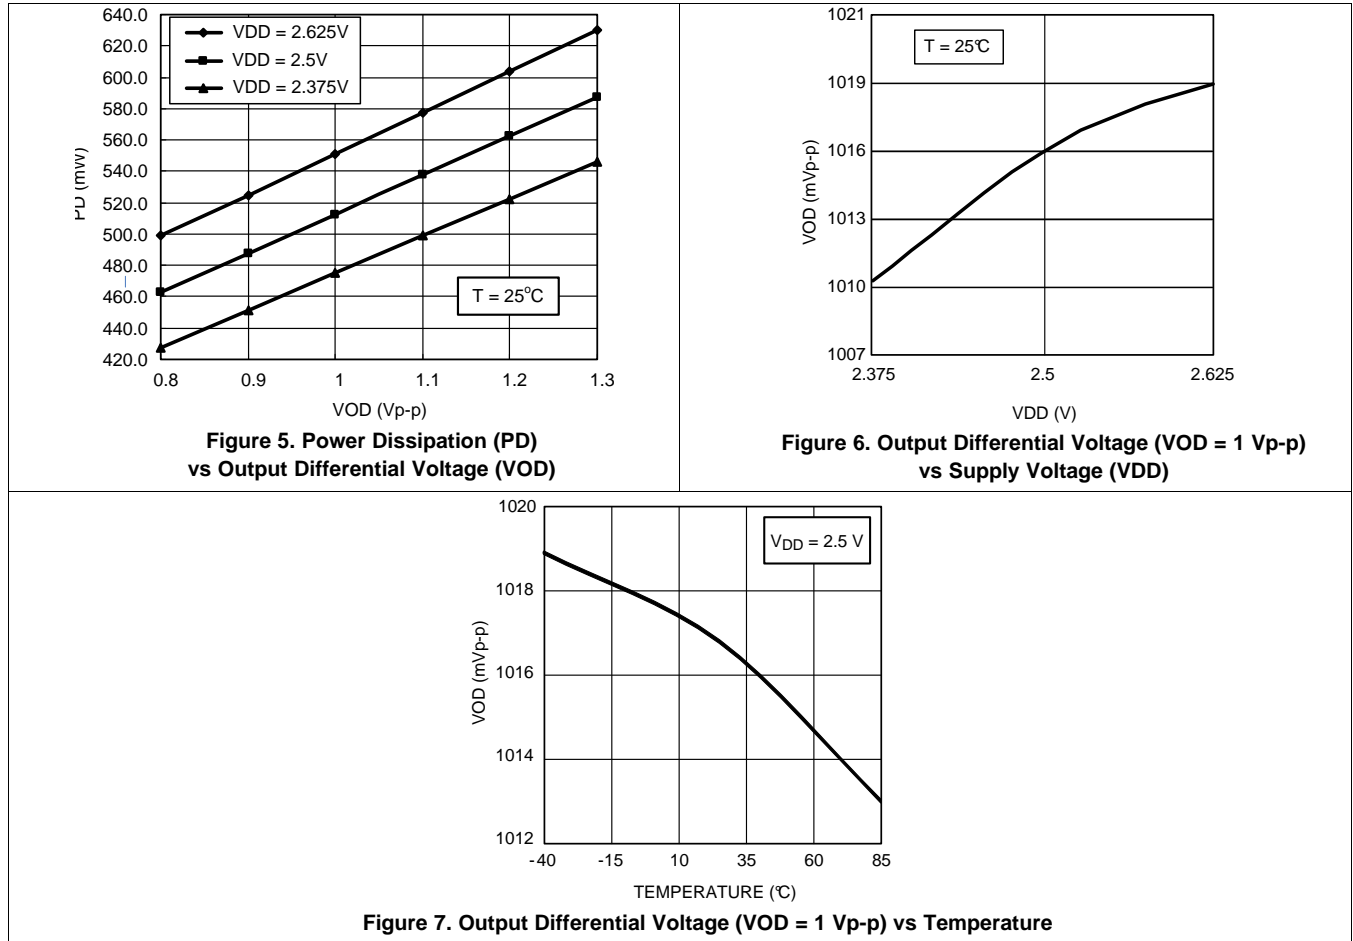 640.0
620.0
600.0
580.0
560.0
540.0
520.0
500.0
480.0
460.0
440.0
420.0
PD (mW)
VDD = 2.625V
VDD = 2.5V
VDD = 2.375V
T = 25°C
0.8 0.9 1 1.1 1.2 1.3
VOD (Vp-p)
Figure 5. Power Dissipation (PD)
vs Output Differential Voltage (VOD)
1021
1019
1016
1013
1010
1007
VOD (mVp-p)
T = 25°C
2.375 2.5 2.625
VDD (V)
Figure 6. Output Differential Voltage (VOD = 1 Vp-p)
vs Supply Voltage (VDD)
1020
1018
1016
1014
1012
VOD (mVp-p)
VDD = 2.5 V
-40 -15 10 35 60 85
TEMPERATURE (°C)
Figure 7. Output Differential Voltage (VOD = 1 Vp-p) vs Temperature